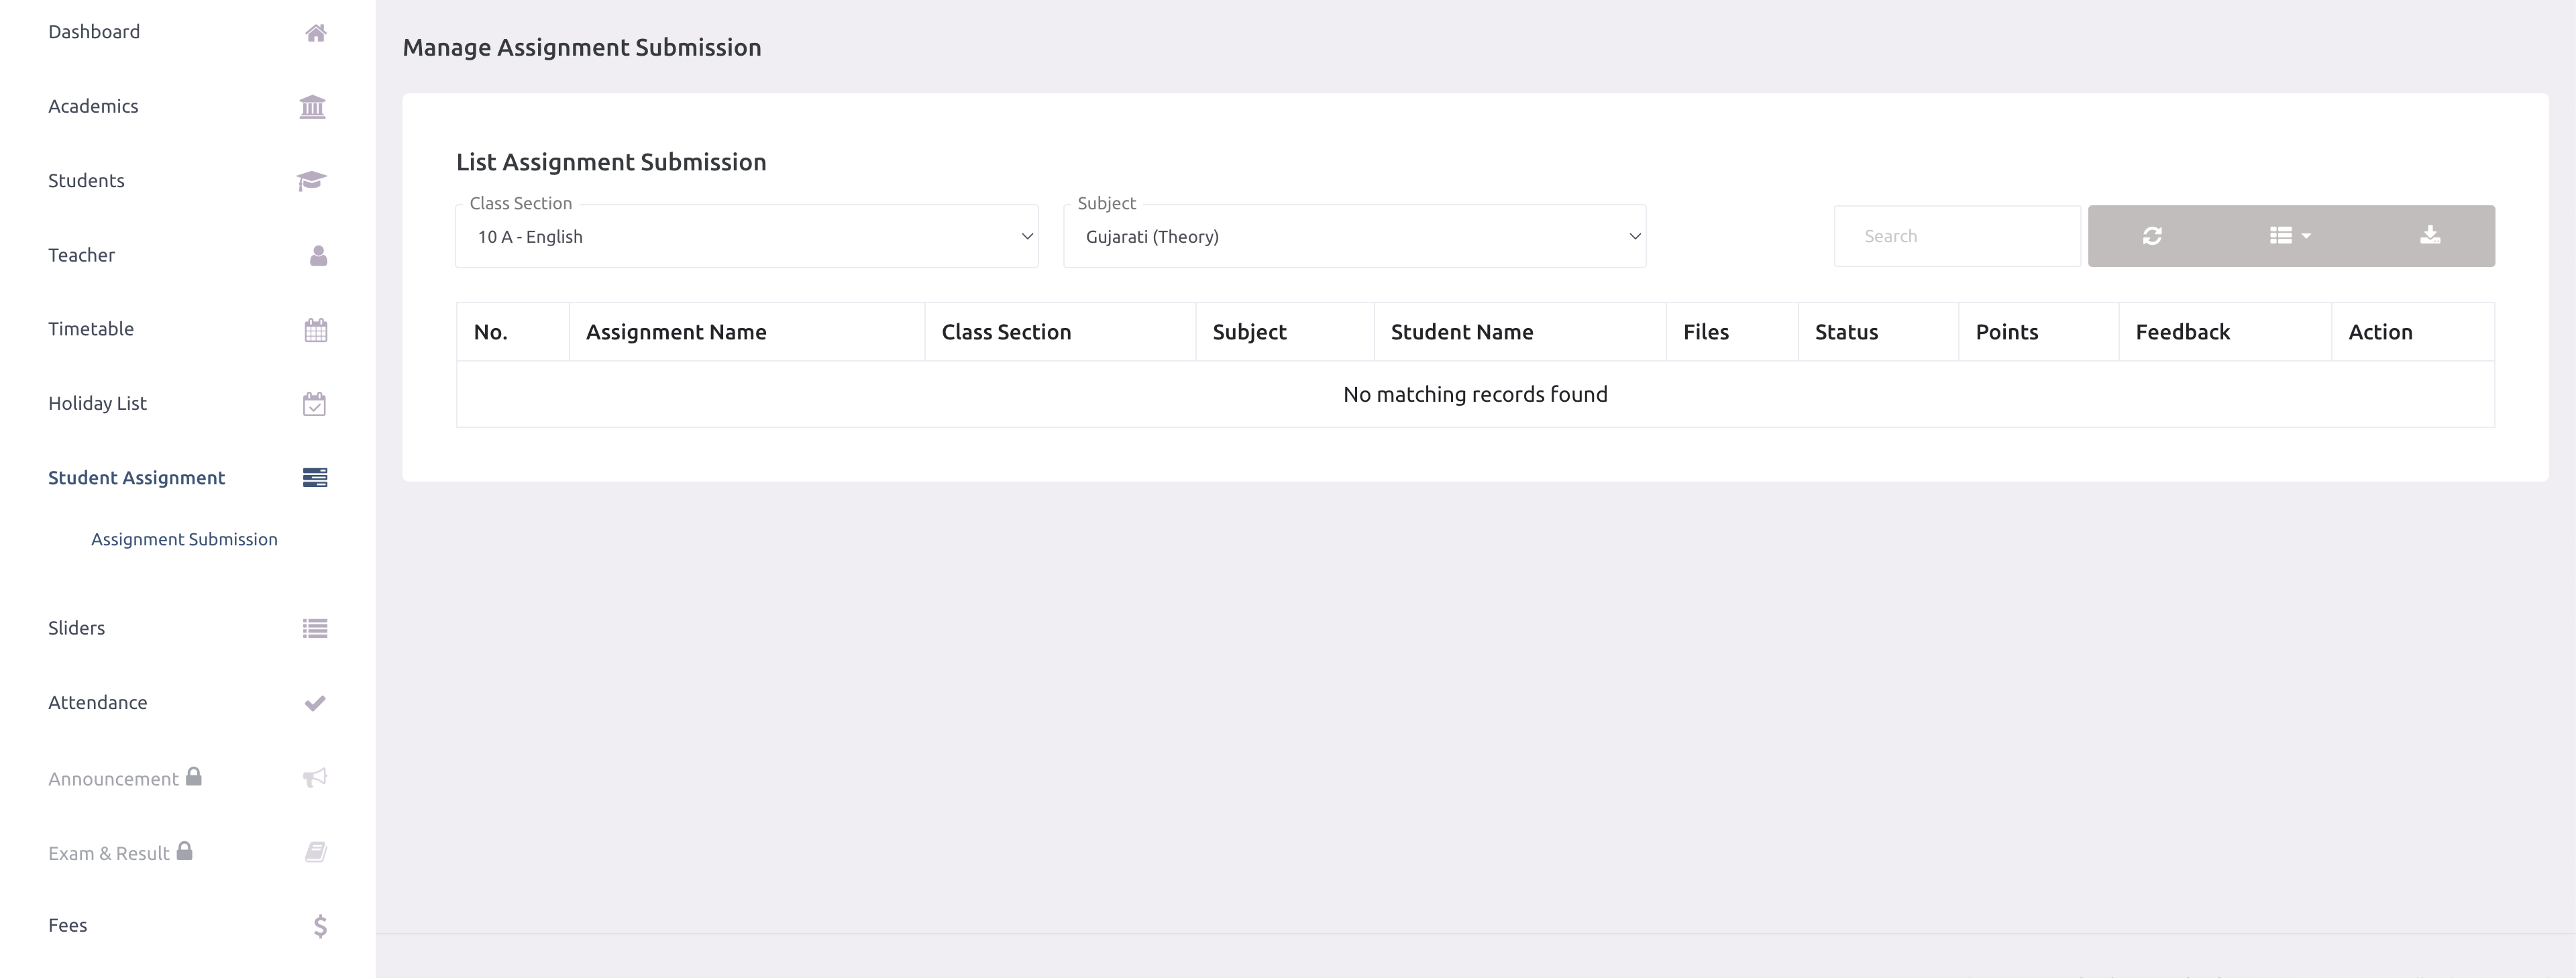 Dashboard
Academics
Students
Teacher
Timetable
Holiday List
Student Assignment
Assignment Submission
Sliders
Attendance
Announcement
Exam & Result
Fees
Manage Assignment Submission
List Assignment Submission
Class Section
10 A - English
Subject
Gujarati (Theory)
Search
No. Assignment Name Class Section Subject Student Name Files Status Points Feedback Action
No matching records found